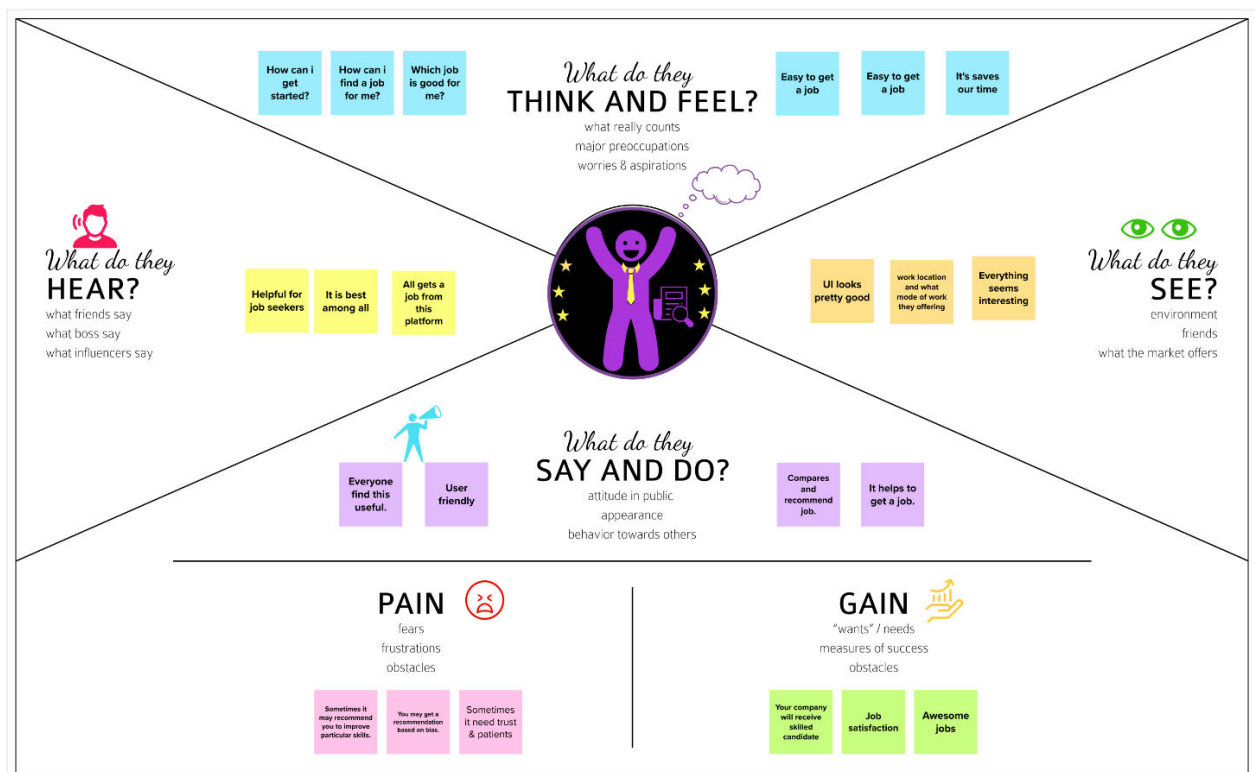 How can i
get
started?
How can i
find a job
for me?
Which job
is good for
me?
What do they
THINK AND FEEL?
what really counts
major preoccupations
worries & aspirations
Easy to get
a job
Easy to get
a job
It's saves
our time
What do they
HEAR?
what friends say
what boss say
what influencers say
Helpful for
job seekers
It is best
among all
All gets a
job from
this
platform
UI looks
pretty good
work location
and what
mode of work
they offering
Everything
seems
interesting
What do they
SEE?
environment
friends
what the market offers
Everyone
find this
useful.
User
friendly
What do they
SAY AND DO?
attitude in public
appearance
behavior towards others
Compares
and
recommend
job.
It helps to
get a job.
PAIN
fears
frustrations
obstacles
Sometimes it
may recommend
you to improve
particular skills.
You may get a
recommendation
based on bias.
Sometimes
it need trust
& patients
GAIN
"wants" / needs
measures of success
obstacles
Your company
will receive
skilled
candidate
Job
satisfaction
Awesome
jobs